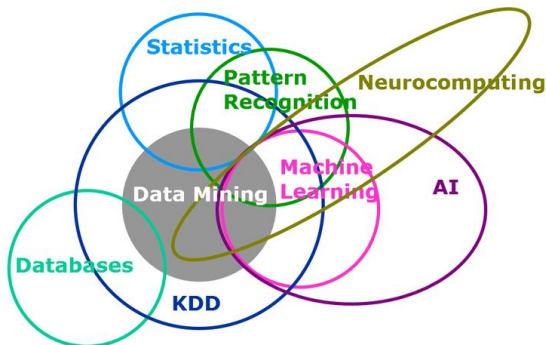 Statistics
Pattern
Recognition
Neurocomputing
Machine
Learning
Data Mining
AI
Databases
KDD